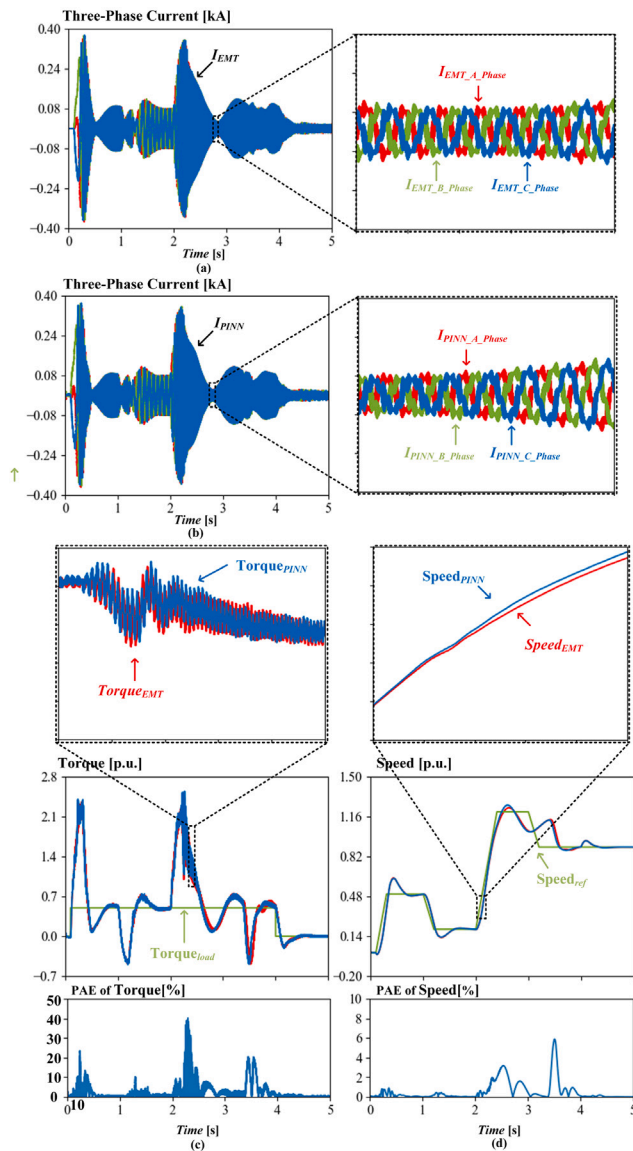 Three-Phase Current [kA]
0.40
0.24
0.08
−0.08
−0.24
−0.40
I_EMT
0 1 2 3 4 5
Time [s]
(a)
I_EMT_A_Phase
I_EMT_B_Phase
I_EMT_C_Phase
Three-Phase Current [kA]
0.40
0.24
0.08
−0.08
−0.24
−0.40
I_PINN
↑
0 1 2 3 4 5
Time [s]
(b)
I_PINN_A_Phase
I_PINN_B_Phase
I_PINN_C_Phase
Torque_PINN
Torque_EMT
Speed_PINN
Speed_EMT
Torque [p.u.]
2.8
2.1
1.4
0.7
0.0
−0.7
Torque_load
Speed [p.u.]
1.50
1.16
0.82
0.48
0.14
−0.20
Speed_ref
PAE of Torque[%]
50
40
30
20
10
0
0 10 1 2 3 4 5
Time [s]
(c)
PAE of Speed[%]
10
8
6
4
2
0
0 1 2 3 4 5
Time [s]
(d)